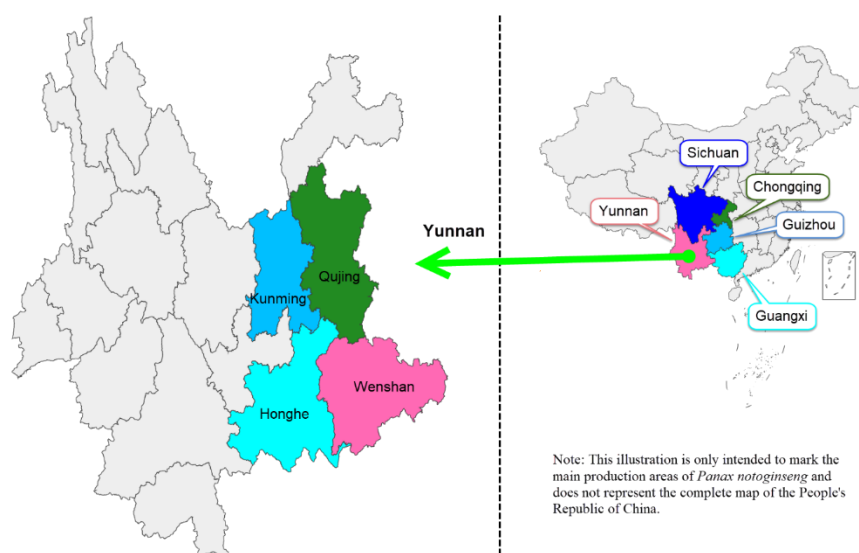 Yunnan
Qujing
Kunming
Wenshan
Honghe
Sichuan
Chongqing
Yunnan
Guizhou
Guangxi
Note: This illustration is only intended to mark the
main production areas of Panax notoginseng and
does not represent the complete map of the People's
Republic of China.